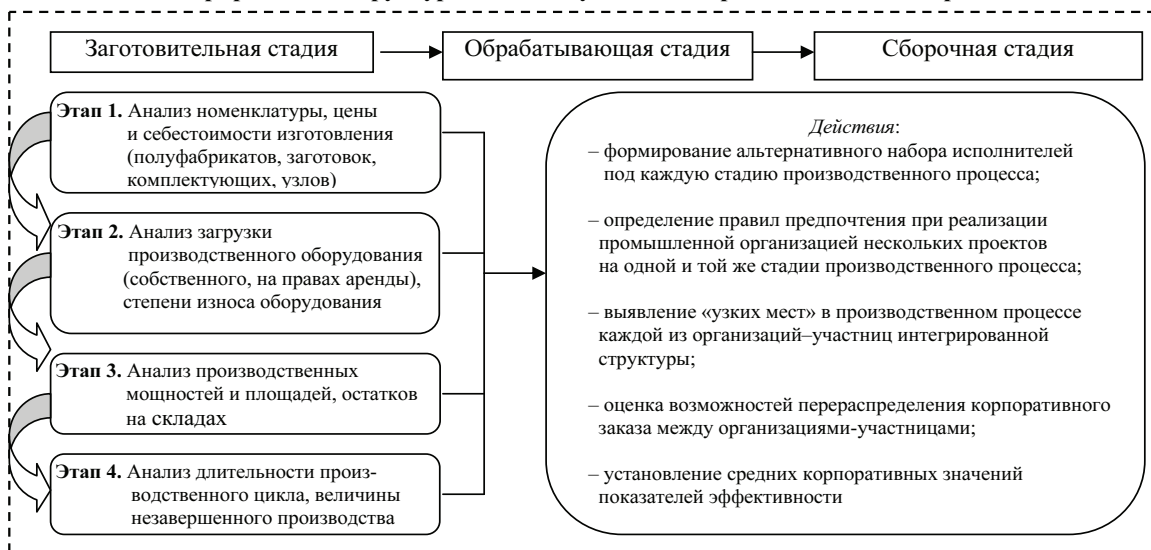 Заготовительная стадия
Обрабатывающая стадия
Сборочная стадия
Этап 1. Анализ номенклатуры, цены
и себестоимости изготовления
(полуфабрикатов, заготовок,
комплектующих, узлов)
Этап 2. Анализ загрузки
производственного оборудования
(собственного, на правах аренды),
степени износа оборудования
Этап 3. Анализ производственных
мощностей и площадей, остатков
на складах
Этап 4. Анализ длительности произ-
водственного цикла, величины
незавершенного производства
Действия:
– формирование альтернативного набора исполнителей
под каждую стадию производственного процесса;
– определение правил предпочтения при реализации
промышленной организацией нескольких проектов
на одной и той же стадии производственного процесса;
– выявление «узких мест» в производственном процессе
каждой из организаций–участниц интегрированной
структуры;
– оценка возможностей перераспределения корпоративного
заказа между организациями-участницами;
– установление средних корпоративных значений
показателей эффективности